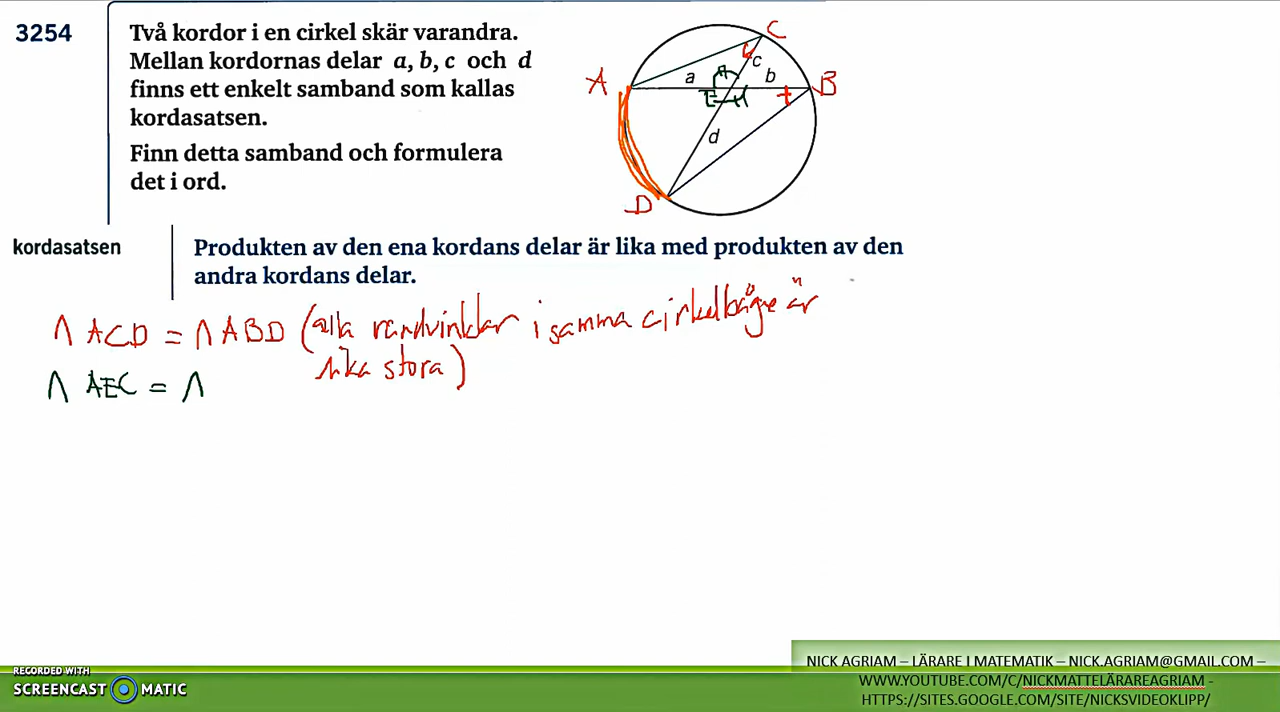 3254
Två kordor i en cirkel skär varandra.
Mellan kordornas delar a, b, c och d
finns ett enkelt samband som kallas
kordasatsen.
Finn detta samband och formulera
det i ord.
C
c
A
a
b
B
E
d
D
kordasatsen
Produkten av den ena kordans delar är lika med produkten av den
andra kordans delar.
Λ ACD = Λ ABD (alla randvinklar i samma cirkelbåge är
lika stora)
Λ AEC = Λ
RECORDED WITH
SCREENCAST MATIC
NICK AGRIAM – LÄRARE I MATEMATIK – NICK.AGRIAM@GMAIL.COM –
WWW.YOUTUBE.COM/C/NICKMATTELÄRAREAGRIAM -
HTTPS://SITES.GOOGLE.COM/SITE/NICKSVIDEOKLIPP/